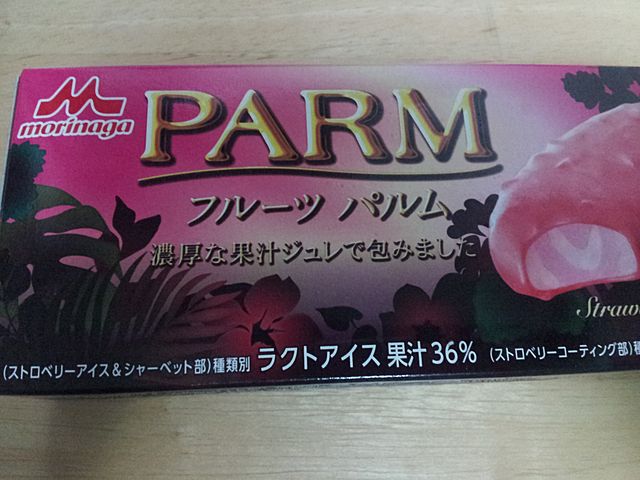 morinaga
PARM
フルーツ パルム
濃厚な果汁ジュレで包みました
(ストロベリーアイス&シャーベット部)種類別 ラクトアイス 果汁36% (ストロベリーコーティング部)種